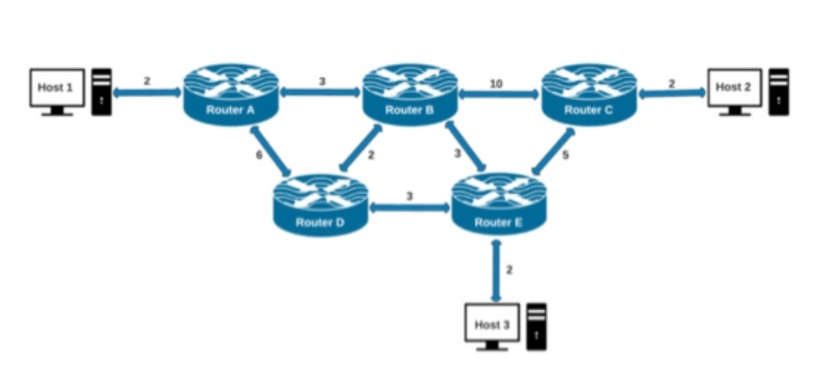 Host 1
2
Router A
3
Router B
10
Router C
2
Host 2
6
2
3
5
Router D
3
Router E
2
Host 3